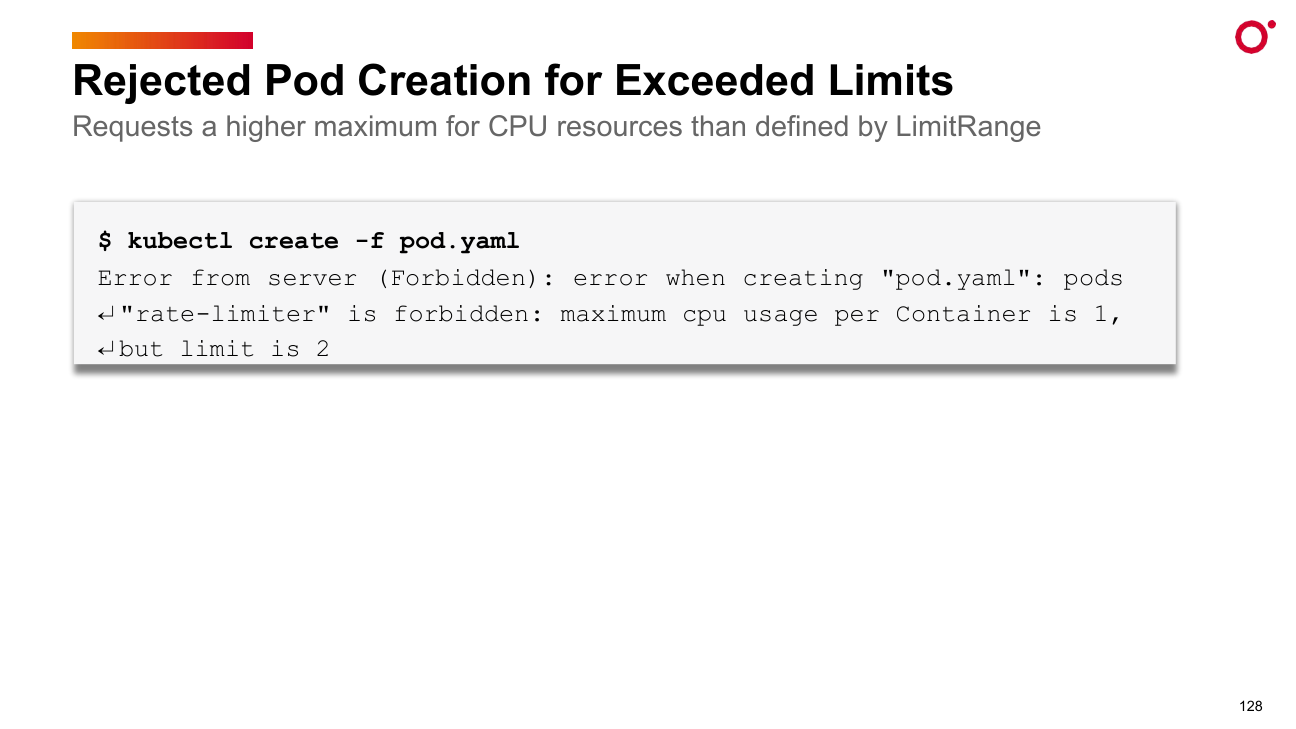 Rejected Pod Creation for Exceeded Limits
Requests a higher maximum for CPU resources than defined by LimitRange
$ kubectl create -f pod.yaml
Error from server (Forbidden): error when creating "pod.yaml": pods
↵"rate-limiter" is forbidden: maximum cpu usage per Container is 1,
↵but limit is 2
128